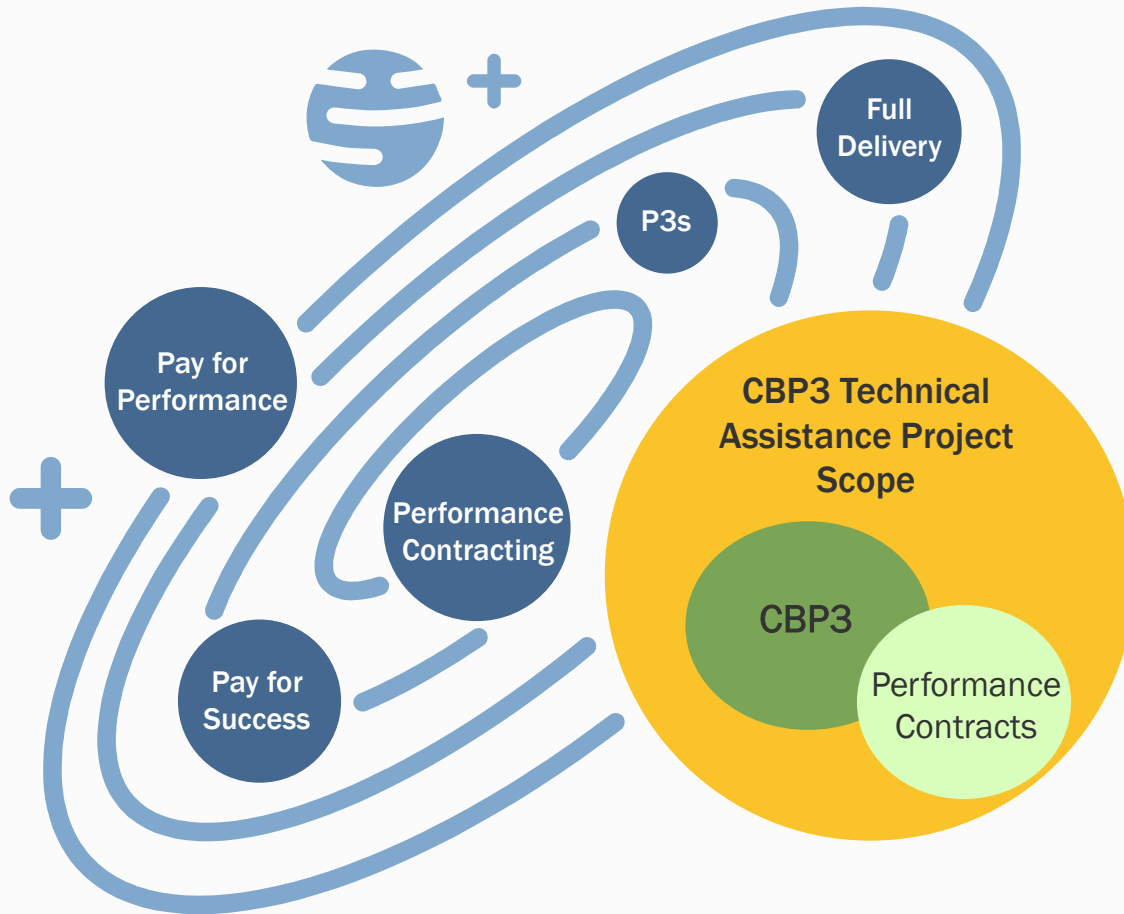 Full
Delivery
P3s
Pay for
Performance
CBP3 Technical
Assistance Project
Scope
Performance
Contracting
CBP3
Pay for
Success
Performance
Contracts